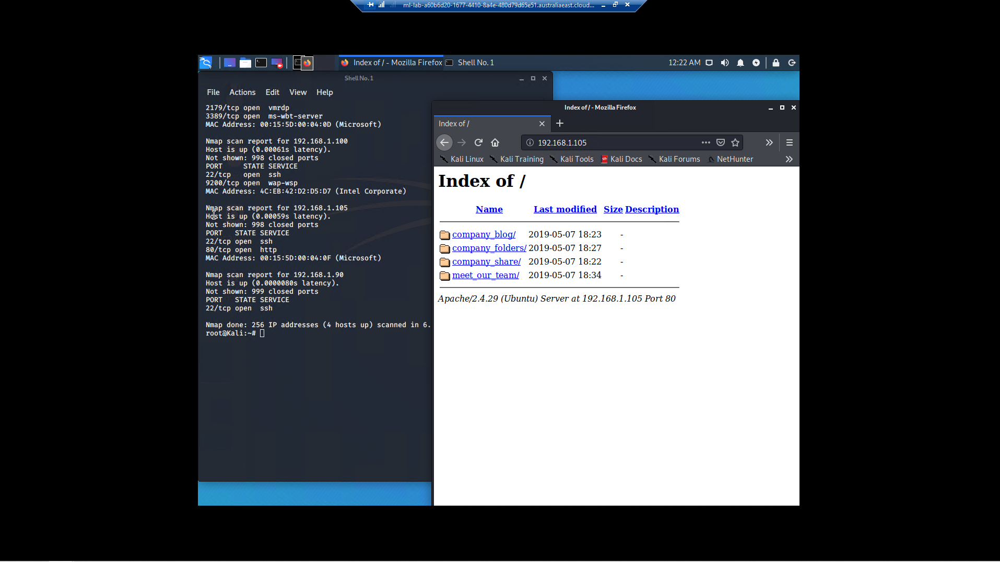 ml-lab-a60b6d20-1677-4410-8a4e-480d79d65e51.australiaeast.cloud...
Index of / - Mozilla Firefox
Shell No. 1
12:22 AM
Shell No. 1
File Actions Edit View Help
2179/tcp open  vmrdp
3389/tcp open  ms-wbt-server
MAC Address: 00:15:5D:00:04:0D (Microsoft)
Nmap scan report for 192.168.1.100
Host is up (0.00061s latency).
Not shown: 998 closed ports
PORT     STATE SERVICE
22/tcp   open  ssh
9200/tcp open  wap-wsp
MAC Address: 4C:EB:42:D2:D5:D7 (Intel Corporate)
Nmap scan report for 192.168.1.105
Host is up (0.00059s latency).
Not shown: 998 closed ports
PORT   STATE SERVICE
22/tcp open  ssh
80/tcp open  http
MAC Address: 00:15:5D:00:04:0F (Microsoft)
Nmap scan report for 192.168.1.90
Host is up (0.0000080s latency).
Not shown: 999 closed ports
PORT   STATE SERVICE
22/tcp open  ssh
Nmap done: 256 IP addresses (4 hosts up) scanned in 6.
root@Kali:~#
Index of / - Mozilla Firefox
Index of /
192.168.1.105
Kali Linux Kali Training Kali Tools Kali Docs Kali Forums NetHunter
Index of /
Name Last modified Size Description
company_blog/ 2019-05-07 18:23 -
company_folders/ 2019-05-07 18:27 -
company_share/ 2019-05-07 18:22 -
meet_our_team/ 2019-05-07 18:34 -
Apache/2.4.29 (Ubuntu) Server at 192.168.1.105 Port 80